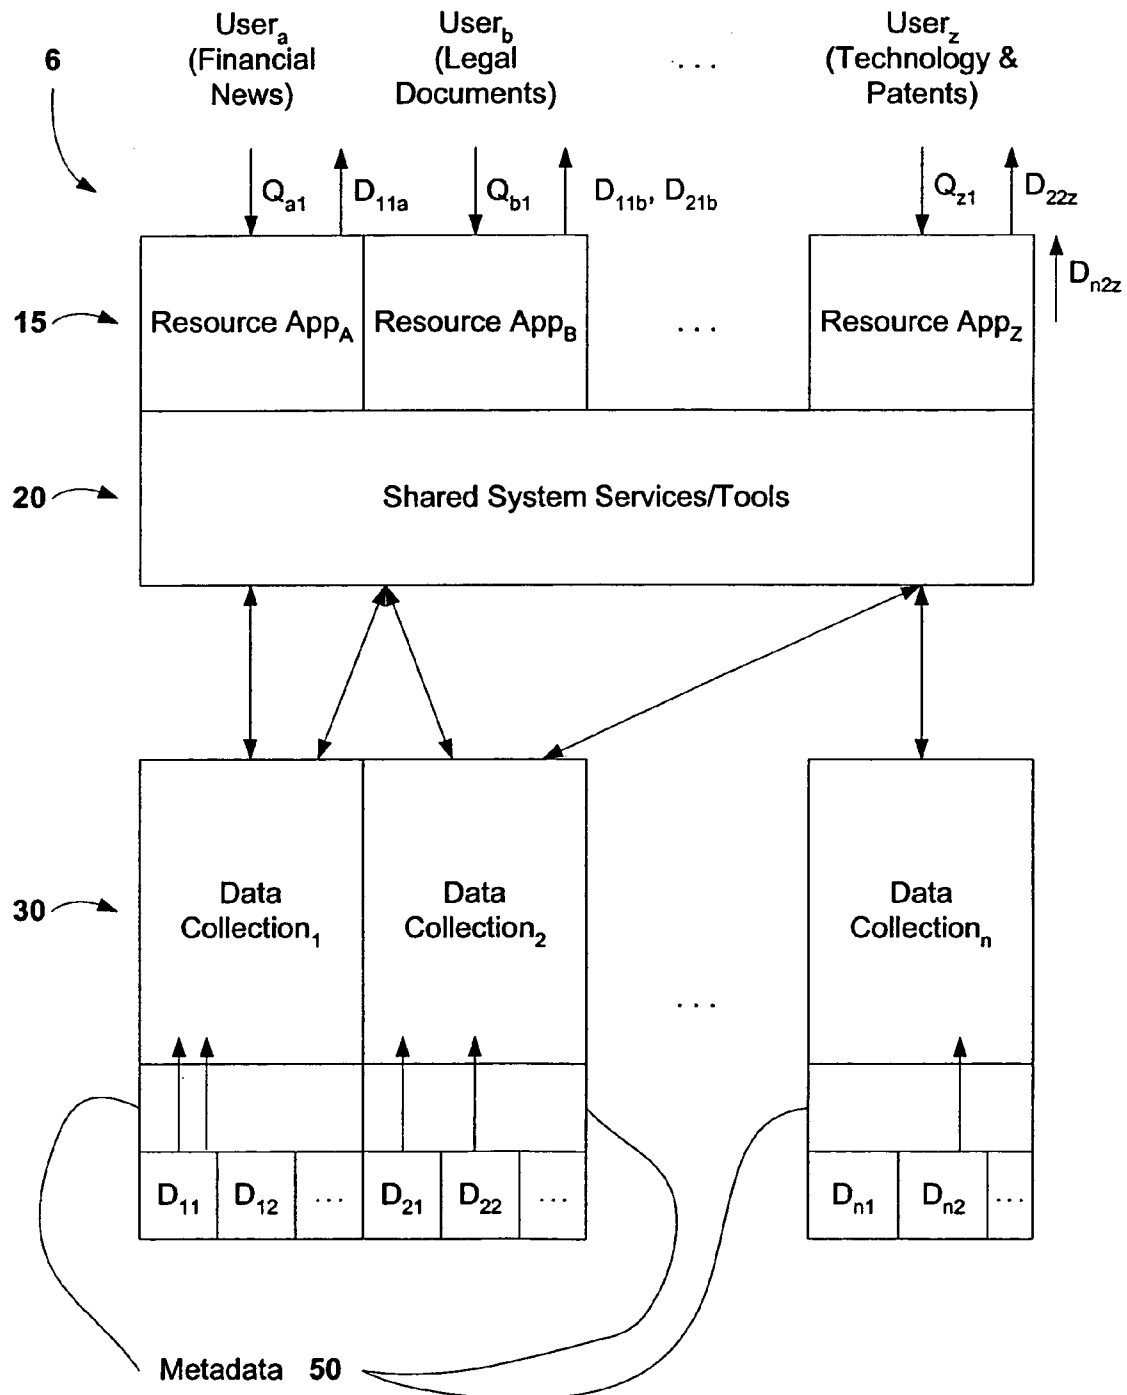 User_a
(Financial
News)
User_b
(Legal
Documents)
. . .
User_z
(Technology &
Patents)
6
Q_a1
D_11a
Q_b1
D_11b, D_21b
Q_z1
D_22z
D_n2z
15
Resource App_A
Resource App_B
. . .
Resource App_Z
20
Shared System Services/Tools
30
Data
Collection_1
Data
Collection_2
. . .
Data
Collection_n
D_11
D_12
...
D_21
D_22
...
D_n1
D_n2
...
Metadata 50